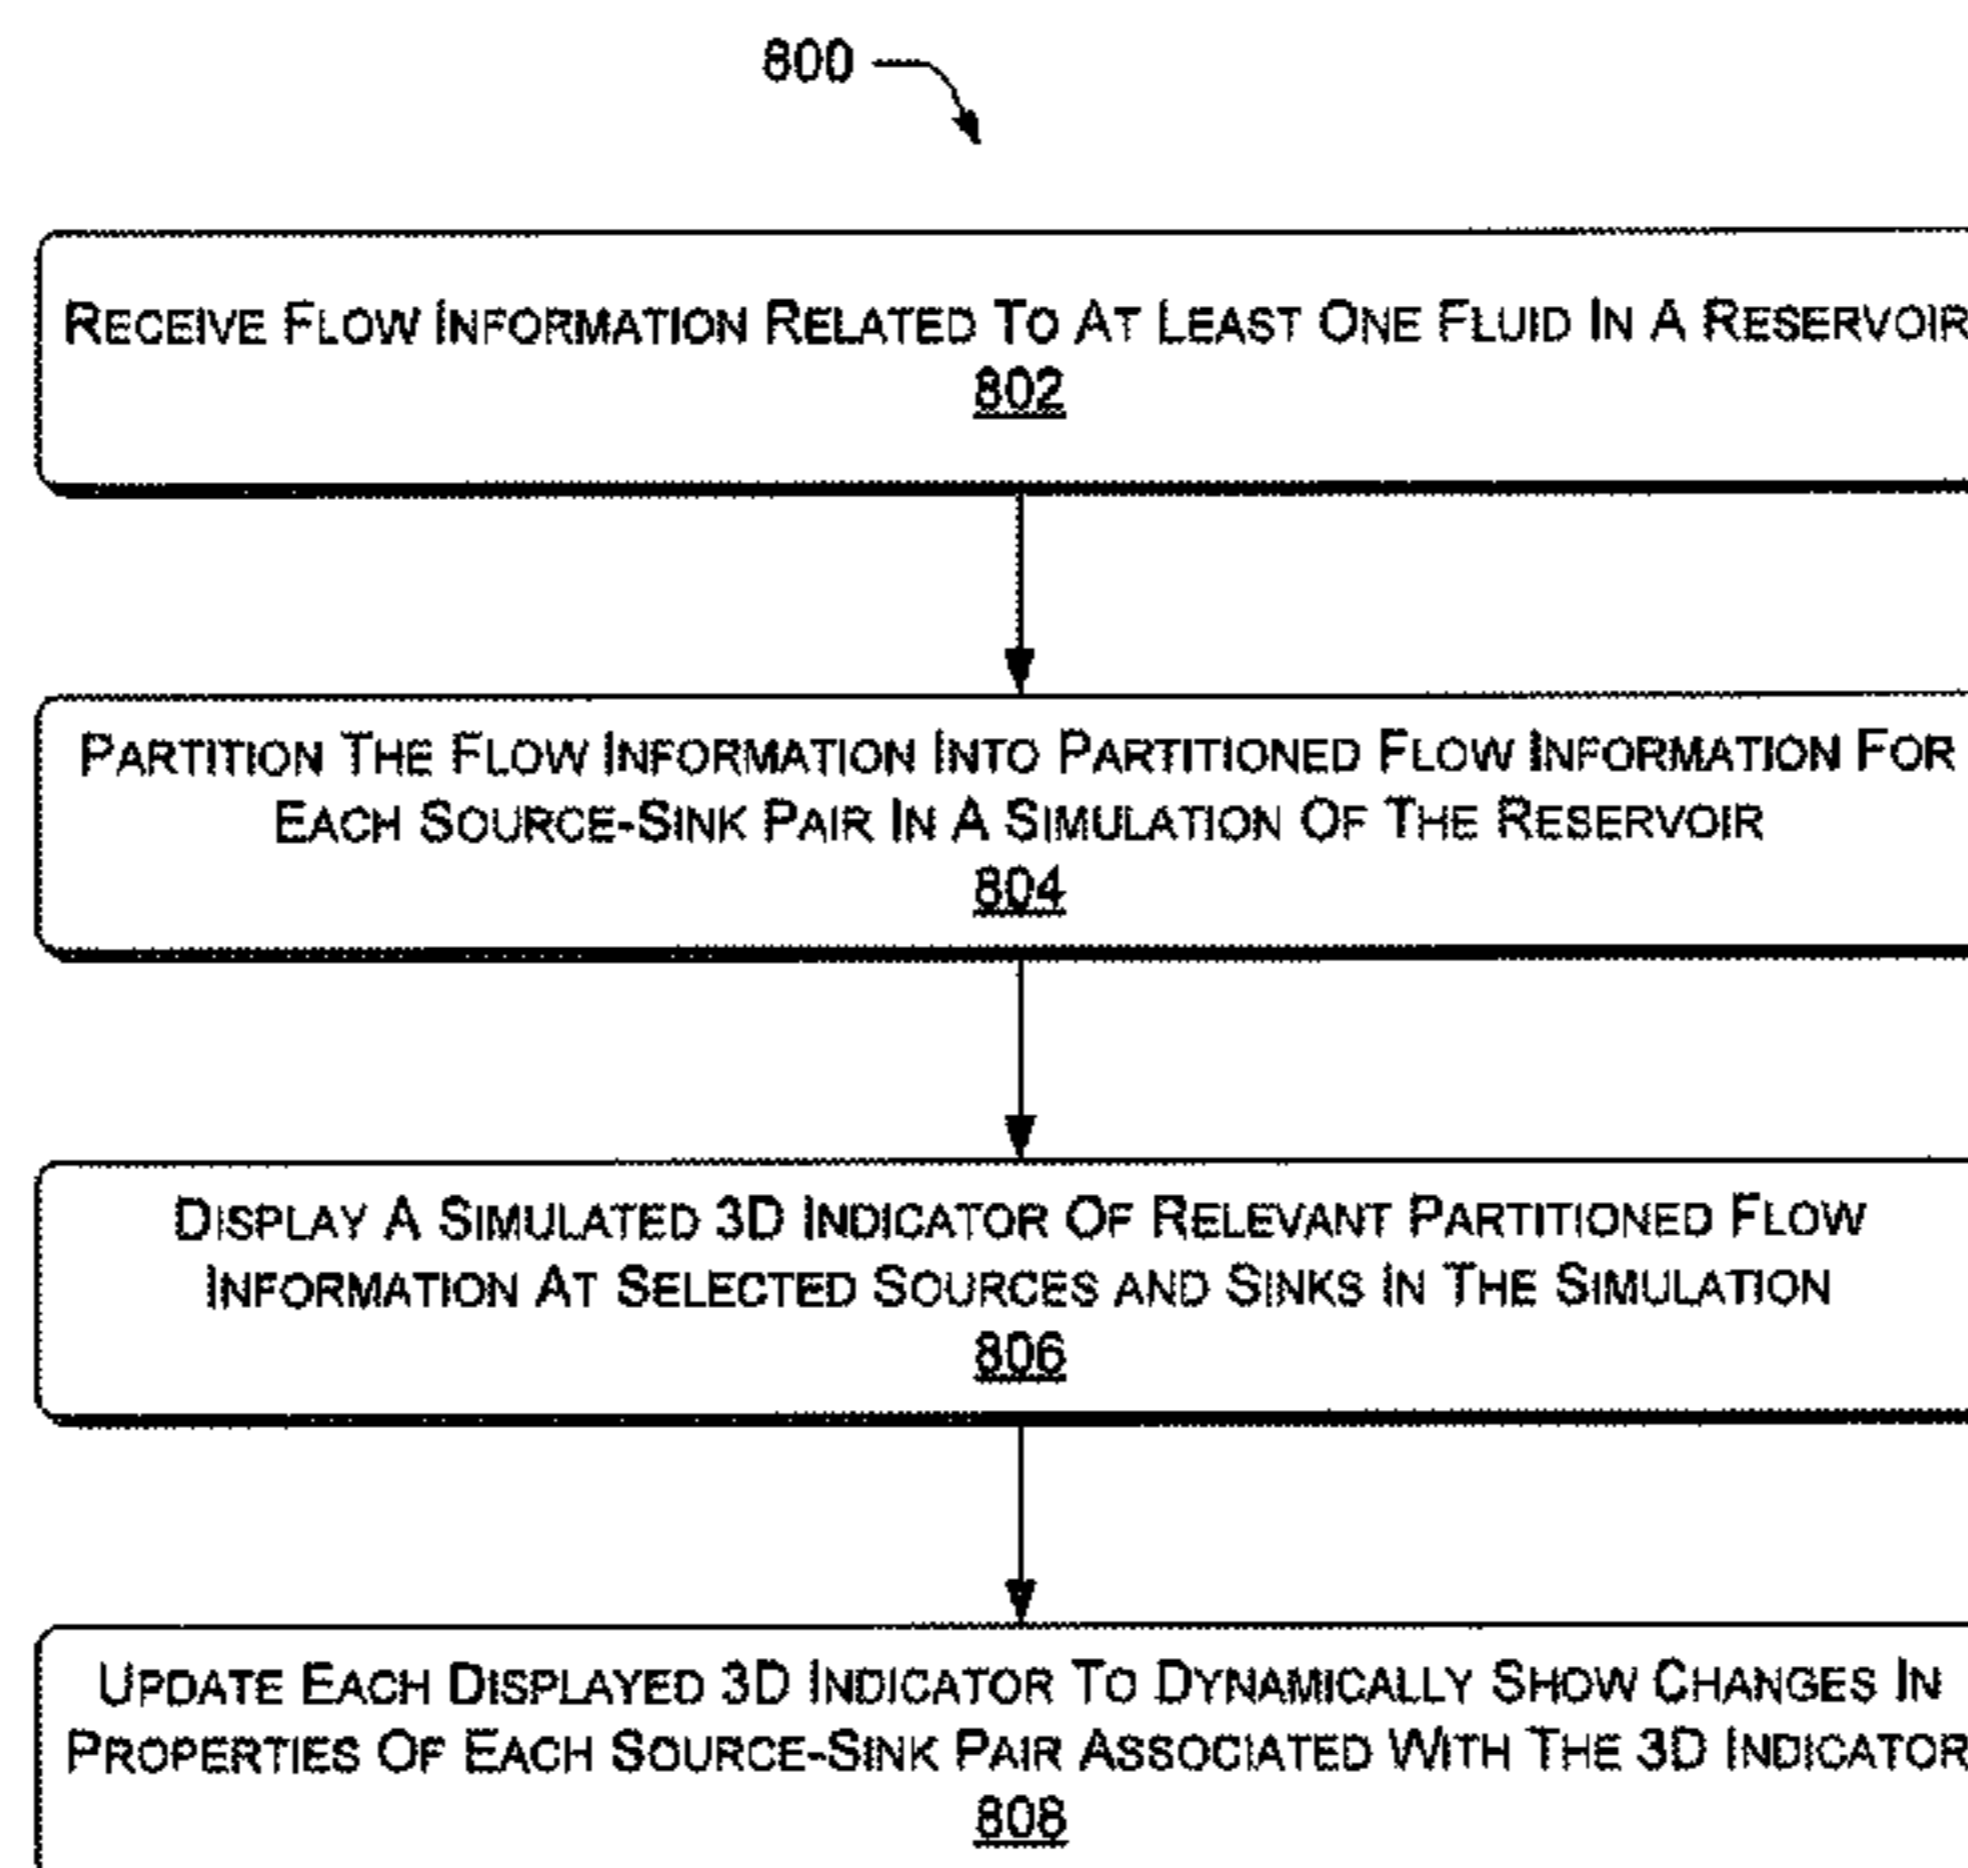 800
RECEIVE FLOW INFORMATION RELATED TO AT LEAST ONE FLUID IN A RESERVOIR
802
PARTITION THE FLOW INFORMATION INTO PARTITIONED FLOW INFORMATION FOR
EACH SOURCE-SINK PAIR IN A SIMULATION OF THE RESERVOIR
804
DISPLAY A SIMULATED 3D INDICATOR OF RELEVANT PARTITIONED FLOW
INFORMATION AT SELECTED SOURCES AND SINKS IN THE SIMULATION
806
UPDATE EACH DISPLAYED 3D INDICATOR TO DYNAMICALLY SHOW CHANGES IN
PROPERTIES OF EACH SOURCE-SINK PAIR ASSOCIATED WITH THE 3D INDICATOR
808